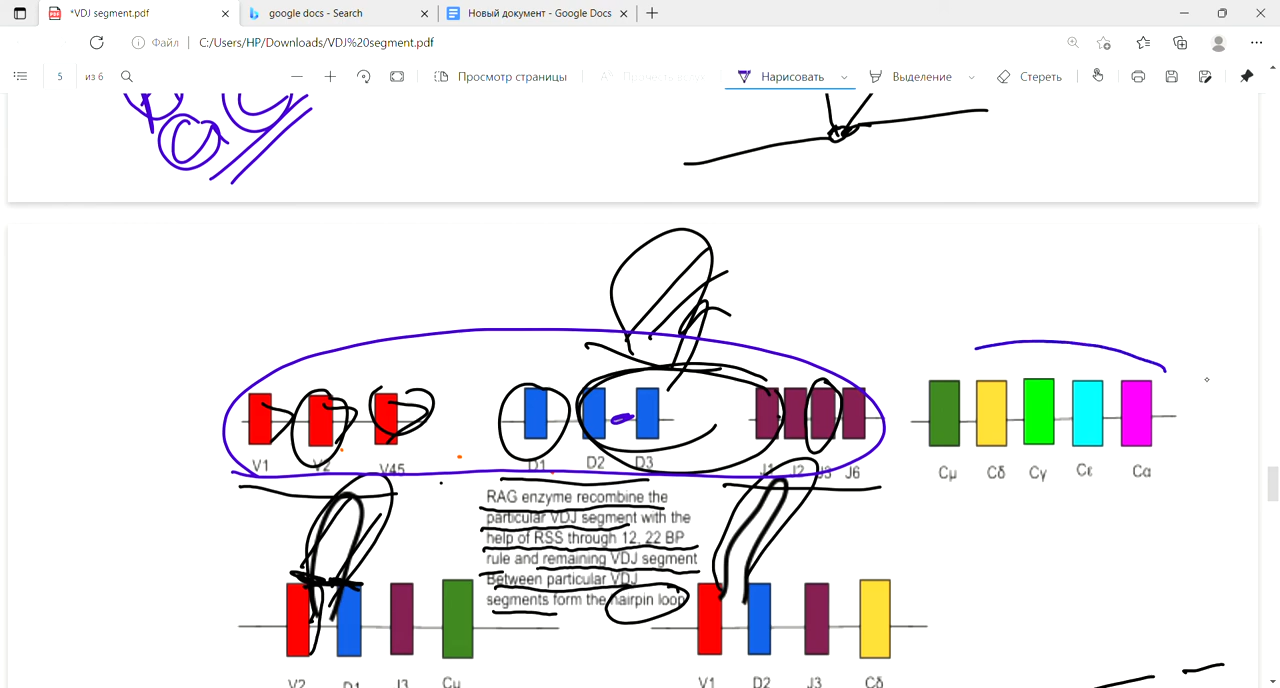 *VDJ segment.pdf
google docs - Search
Новый документ - Google Docs
Файл
C:/Users/HP/Downloads/VDJ%20segment.pdf
5 из 6
Просмотр страницы
Нарисовать
Выделение
Стереть
V1 V2 V45 D1 D2 D3 J1 J2 J3 J6 Cμ Cδ Cγ Cε Cα
RAG enzyme recombine the
particular VDJ segment with the
help of RSS through 12, 22 BP
rule and remaining VDJ segment
Between particular VDJ
segments form the hairpin loop
V2 D1 J3 Cμ V1 D2 J3 Cδ